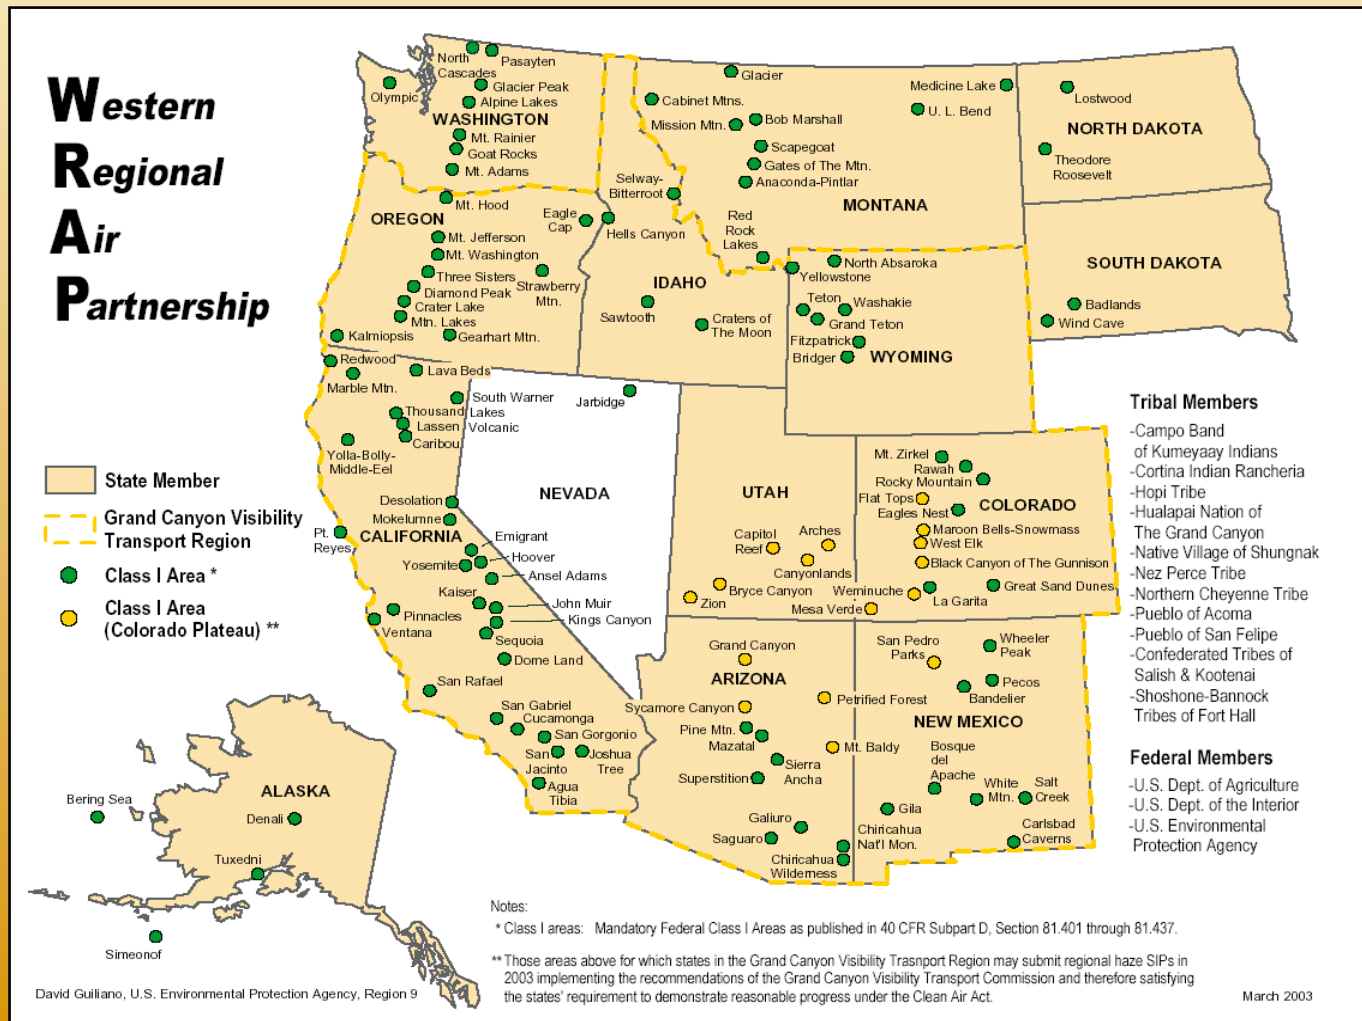 Western
Regional
Air
Partnership
North
Cascades
Pasayten
Olympic
Glacier Peak
Alpine Lakes
WASHINGTON
Mt. Rainier
Goat Rocks
Mt. Adams
Glacier
Cabinet Mtns.
Mission Mtn.
Bob Marshall
Medicine Lake
U. L. Bend
Scapegoat
Gates of The Mtn.
Anaconda-Pintlar
Selway-
Bitterroot
MONTANA
Red
Rock
Lakes
Lostwood
NORTH DAKOTA
Theodore
Roosevelt
SOUTH DAKOTA
Badlands
Wind Cave
OREGON
Mt. Hood
Eagle
Cap
Hells Canyon
Mt. Jefferson
Mt. Washington
Three Sisters
Strawberry
Mtn.
Diamond Peak
Crater Lake
Mtn. Lakes
Kalmiopsis
Gearhart Mtn.
IDAHO
Sawtooth
Craters of
The Moon
North Absaroka
Yellowstone
Teton
Washakie
Grand Teton
Fitzpatrick
Bridger
WYOMING
Redwood
Marble Mtn.
Lava Beds
South Warner
Thousand
Lakes
Lassen
Volcanic
Caribou
Yolla-Bolly-
Middle-Eel
Jarbidge
NEVADA
Desolation
Mokelumne
Pt.
Reyes
CALIFORNIA
Emigrant
Hoover
Yosemite
Ansel Adams
Kaiser
John Muir
Kings Canyon
Pinnacles
Ventana
Sequoia
Dome Land
San Rafael
San Gabriel
Cucamonga
San Gorgonio
San
Jacinto
Joshua
Tree
Agua
Tibia
UTAH
Capitol
Reef
Arches
Canyonlands
Bryce Canyon
Zion
Mt. Zirkel
Rawah
Rocky Mountain
Flat Tops
Eagles Nest
COLORADO
Maroon Bells-Snowmass
West Elk
Black Canyon of The Gunnison
Weminuche
La Garita
Great Sand Dunes
Mesa Verde
Grand Canyon
ARIZONA
Petrified Forest
Sycamore Canyon
Pine Mtn.
Mazatal
Mt. Baldy
Sierra
Ancha
Superstition
Galiuro
Saguaro
Chiricahua
Nat'l Mon.
Chiricahua
Wilderness
San Pedro
Parks
Wheeler
Peak
Pecos
Bandelier
NEW MEXICO
Bosque
del
Apache
White
Mtn.
Salt
Creek
Gila
Carlsbad
Caverns
ALASKA
Bering Sea
Denali
Tuxedni
Simeonof
State Member
Grand Canyon Visibility
Transport Region
Class I Area *
Class I Area
(Colorado Plateau) **
Tribal Members
-Campo Band
of Kumeyaay Indians
-Cortina Indian Rancheria
-Hopi Tribe
-Hualapai Nation of
The Grand Canyon
-Native Village of Shungnak
-Nez Perce Tribe
-Northern Cheyenne Tribe
-Pueblo of Acoma
-Pueblo of San Felipe
-Confederated Tribes of
Salish & Kootenai
-Shoshone-Bannock
Tribes of Fort Hall
Federal Members
-U.S. Dept. of Agriculture
-U.S. Dept. of the Interior
-U.S. Environmental
Protection Agency
Notes:
* Class I areas: Mandatory Federal Class I Areas as published in 40 CFR Subpart D, Section 81.401 through 81.437.
** Those areas above for which states in the Grand Canyon Visibility Trasnport Region may submit regional haze SIPs in
2003 implementing the recommendations of the Grand Canyon Visibility Transport Commission and therefore satisfying
the states' requirement to demonstrate reasonable progress under the Clean Air Act.
David Guiliano, U.S. Environmental Protection Agency, Region 9
March 2003